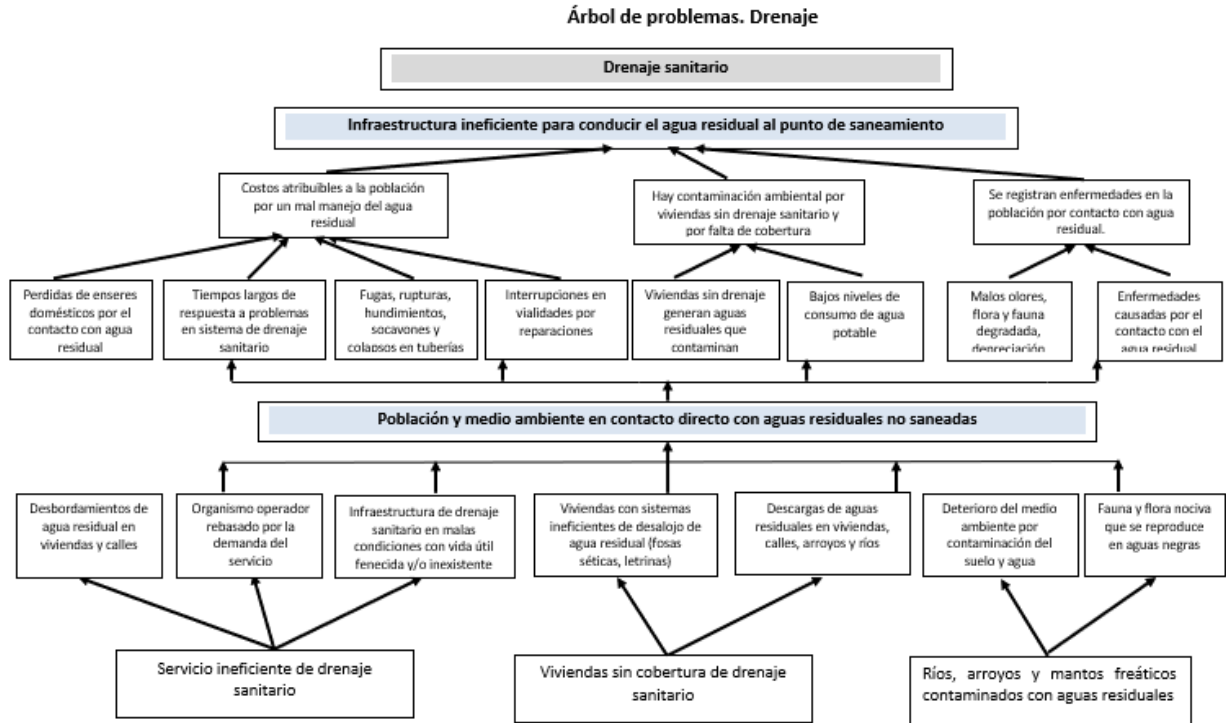 Árbol de problemas. Drenaje
Drenaje sanitario
Infraestructura ineficiente para conducir el agua residual al punto de saneamiento
Costos atribuibles a la población
por un mal manejo del agua
residual
Hay contaminación ambiental por
viviendas sin drenaje sanitario y
por falta de cobertura
Se registran enfermedades en la
población por contacto con agua
residual.
Perdidas de enseres
domésticos por el
contacto con agua
residual
Tiempos largos de
respuesta a problemas
en sistema de drenaje
sanitario
Fugas, rupturas,
hundimientos,
socavones y
colapsos en tuberías
Interrupciones en
vialidades por
reparaciones
Viviendas sin drenaje
generan aguas
residuales que
contaminan
Bajos niveles de
consumo de agua
potable
Malos olores,
flora y fauna
degradada,
depreciación
Enfermedades
causadas por el
contacto con el
agua residual
Población y medio ambiente en contacto directo con aguas residuales no saneadas
Desbordamientos de
agua residual en
viviendas y calles
Organismo operador
rebasado por la
demanda del
servicio
Infraestructura de drenaje
sanitario en malas
condiciones con vida útil
fenecida y/o inexistente
Viviendas con sistemas
ineficientes de desalojo de
agua residual (fosas
séticas, letrinas)
Descargas de aguas
residuales en viviendas,
calles, arroyos y ríos
Deterioro del medio
ambiente por
contaminación del
suelo y agua
Fauna y flora nociva
que se reproduce
en aguas negras
Servicio ineficiente de drenaje
sanitario
Viviendas sin cobertura de drenaje
sanitario
Ríos, arroyos y mantos freáticos
contaminados con aguas residuales